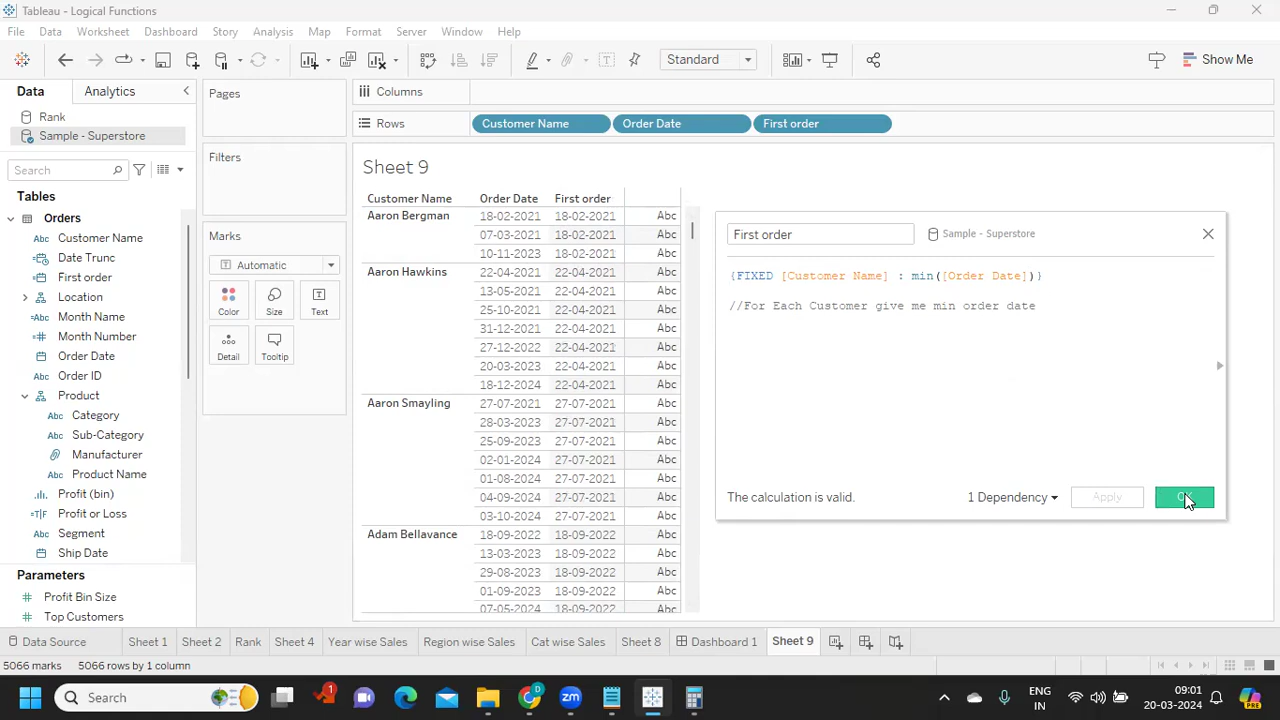 Tableau - Logical Functions
File Data Worksheet Dashboard Story Analysis Map Format Server Window Help
Standard
Show Me
Data Analytics
Rank
Sample - Superstore
Search
Tables
Orders
Customer Name
Date Trunc
First order
Location
Month Name
Month Number
Order Date
Order ID
Product
Category
Sub-Category
Manufacturer
Product Name
Profit (bin)
Profit or Loss
Segment
Ship Date
Parameters
Profit Bin Size
Top Customers
Pages
Filters
Marks
Automatic
Color Size Text
Detail Tooltip
Columns
Rows Customer Name Order Date First order
Sheet 9
Customer Name Order Date First order
Aaron Bergman 18-02-2021 18-02-2021 Abc
07-03-2021 18-02-2021 Abc
10-11-2023 18-02-2021 Abc
Aaron Hawkins 22-04-2021 22-04-2021 Abc
13-05-2021 22-04-2021 Abc
25-10-2021 22-04-2021 Abc
31-12-2021 22-04-2021 Abc
27-12-2022 22-04-2021 Abc
20-03-2023 22-04-2021 Abc
18-12-2024 22-04-2021 Abc
Aaron Smayling 27-07-2021 27-07-2021 Abc
28-03-2023 27-07-2021 Abc
25-09-2023 27-07-2021 Abc
02-01-2024 27-07-2021 Abc
01-08-2024 27-07-2021 Abc
04-09-2024 27-07-2021 Abc
03-10-2024 27-07-2021 Abc
Adam Bellavance 18-09-2022 18-09-2022 Abc
13-03-2023 18-09-2022 Abc
29-08-2023 18-09-2022 Abc
01-09-2023 18-09-2022 Abc
07-05-2024 18-09-2022 Abc
First order Sample - Superstore
{FIXED [Customer Name] : min([Order Date])}
//For Each Customer give me min order date
The calculation is valid. 1 Dependency Apply OK
Data Source Sheet 1 Sheet 2 Rank Sheet 4 Year wise Sales Region wise Sales Cat wise Sales Sheet 8 Dashboard 1 Sheet 9
5066 marks 5066 rows by 1 column
Search
ENG
IN
09:01
20-03-2024